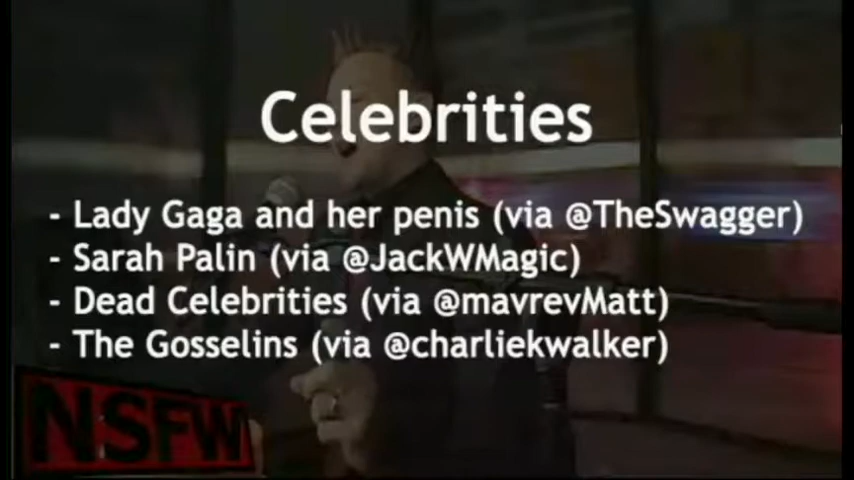 Celebrities
- Lady Gaga and her penis (via @TheSwagger)
- Sarah Palin (via @JackWMagic)
- Dead Celebrities (via @mavrevMatt)
- The Gosselins (via @charliekwalker)
NSFW